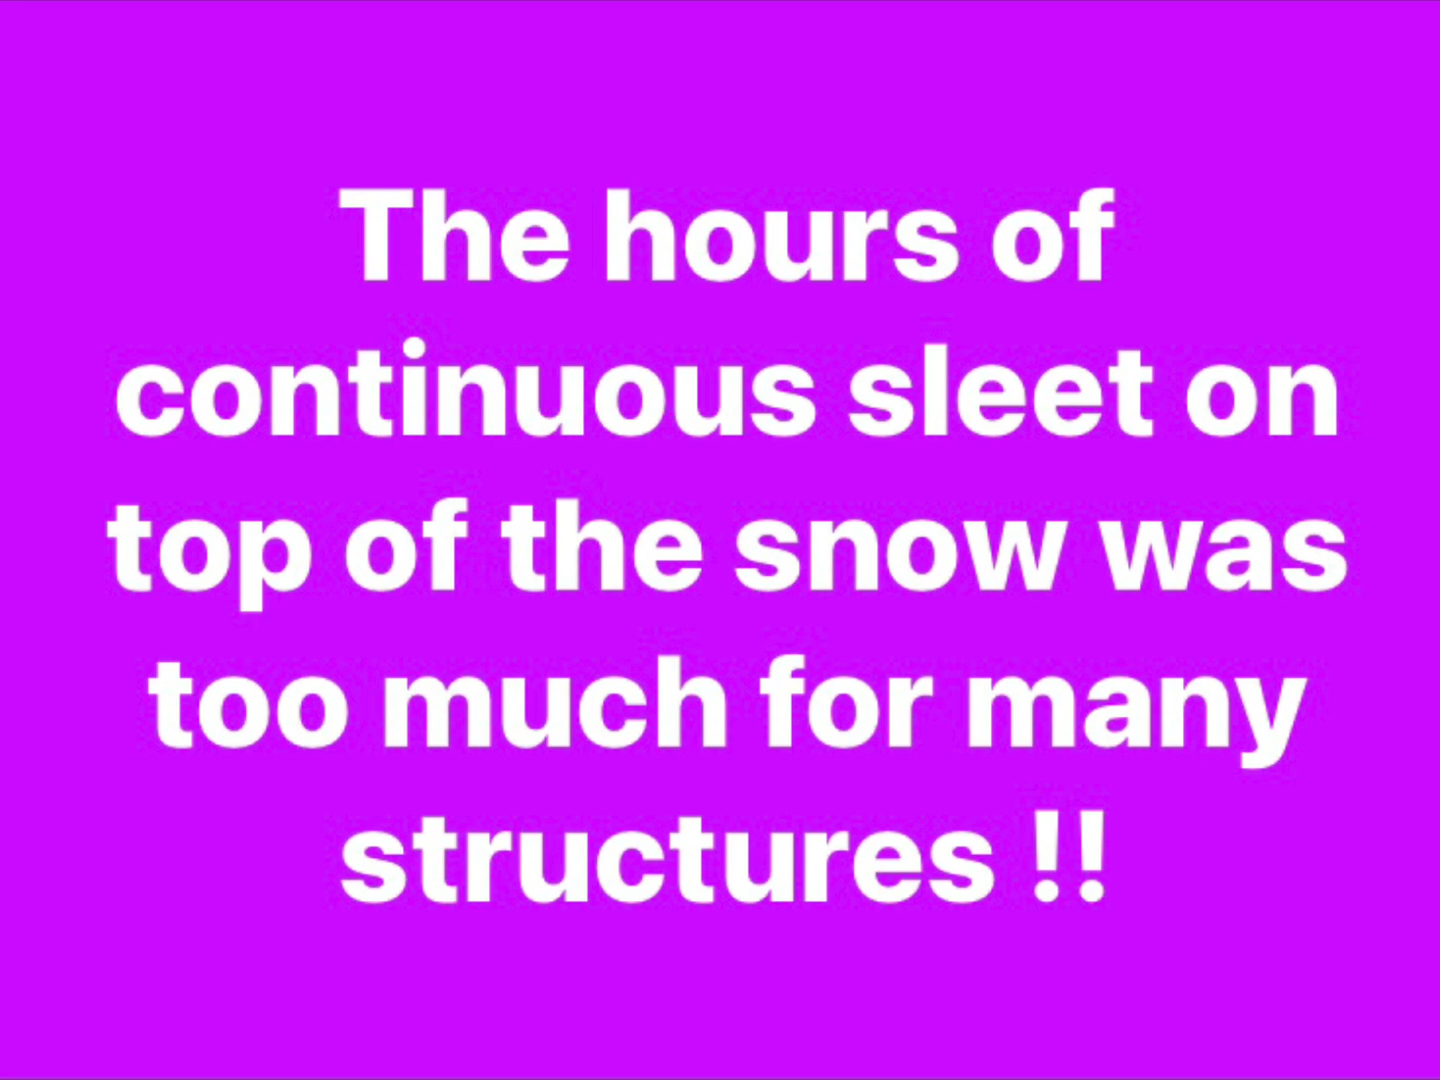 The hours of
continuous sleet on
top of the snow was
too much for many
structures !!